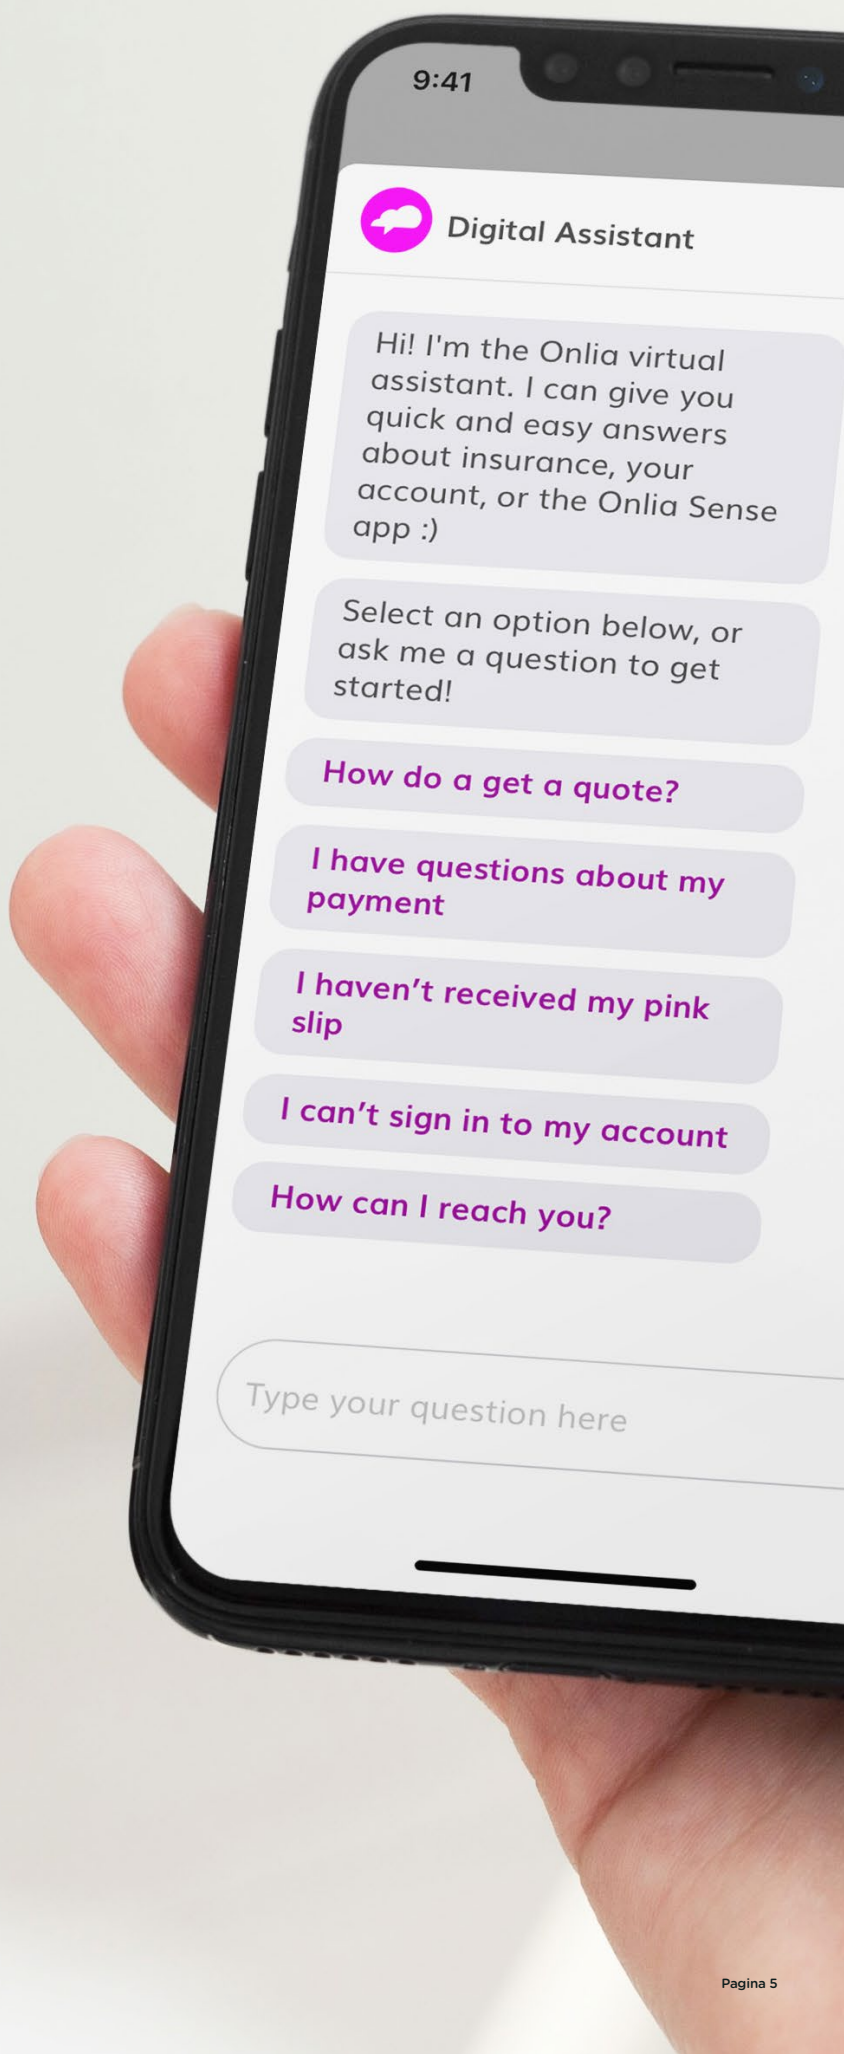 9:41
Digital Assistant
Hi! I'm the Onlia virtual
assistant. I can give you
quick and easy answers
about insurance, your
account, or the Onlia Sense
app :)
Select an option below, or
ask me a question to get
started!
How do a get a quote?
I have questions about my
payment
I haven’t received my pink
slip
I can’t sign in to my account
How can I reach you?
Type your question here
Pagina 5